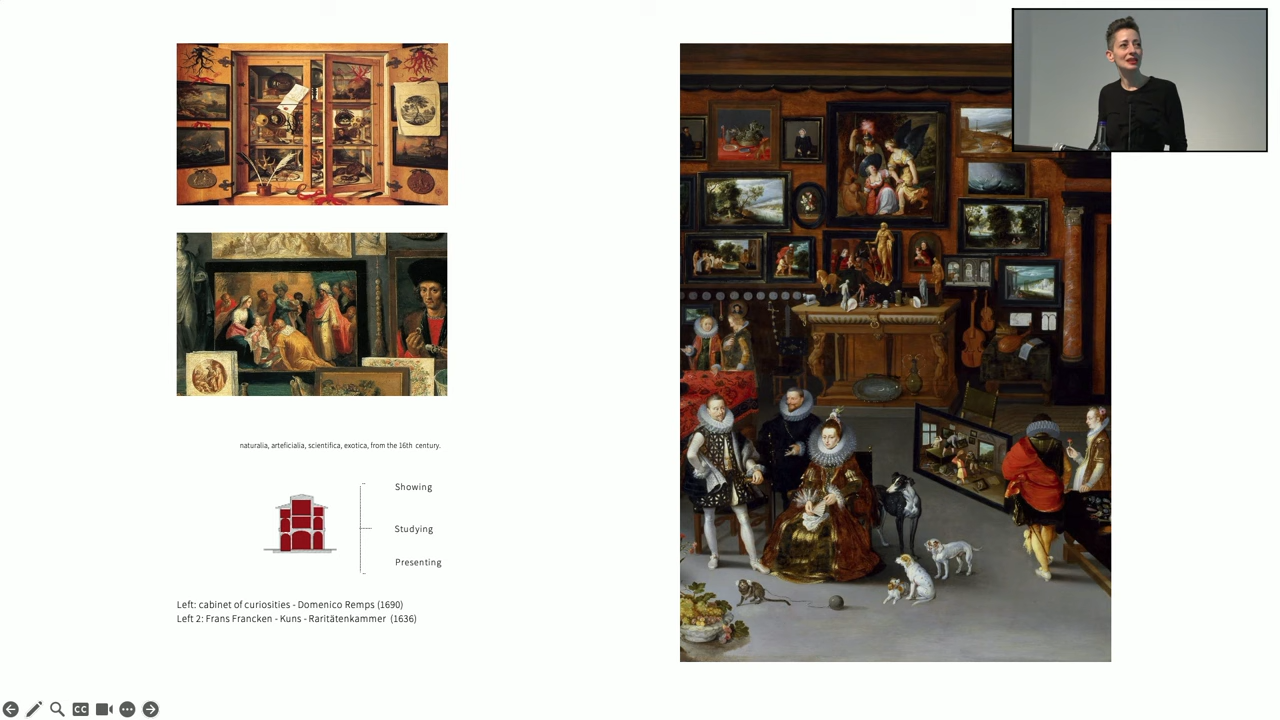 naturalia, arteficialia, scientifica, exotica, from the 16th century.
Showing
Studying
Presenting
Left: cabinet of curiosities - Domenico Remps (1690)
Left 2: Frans Francken - Kuns - Raritätenkammer (1636)
CC